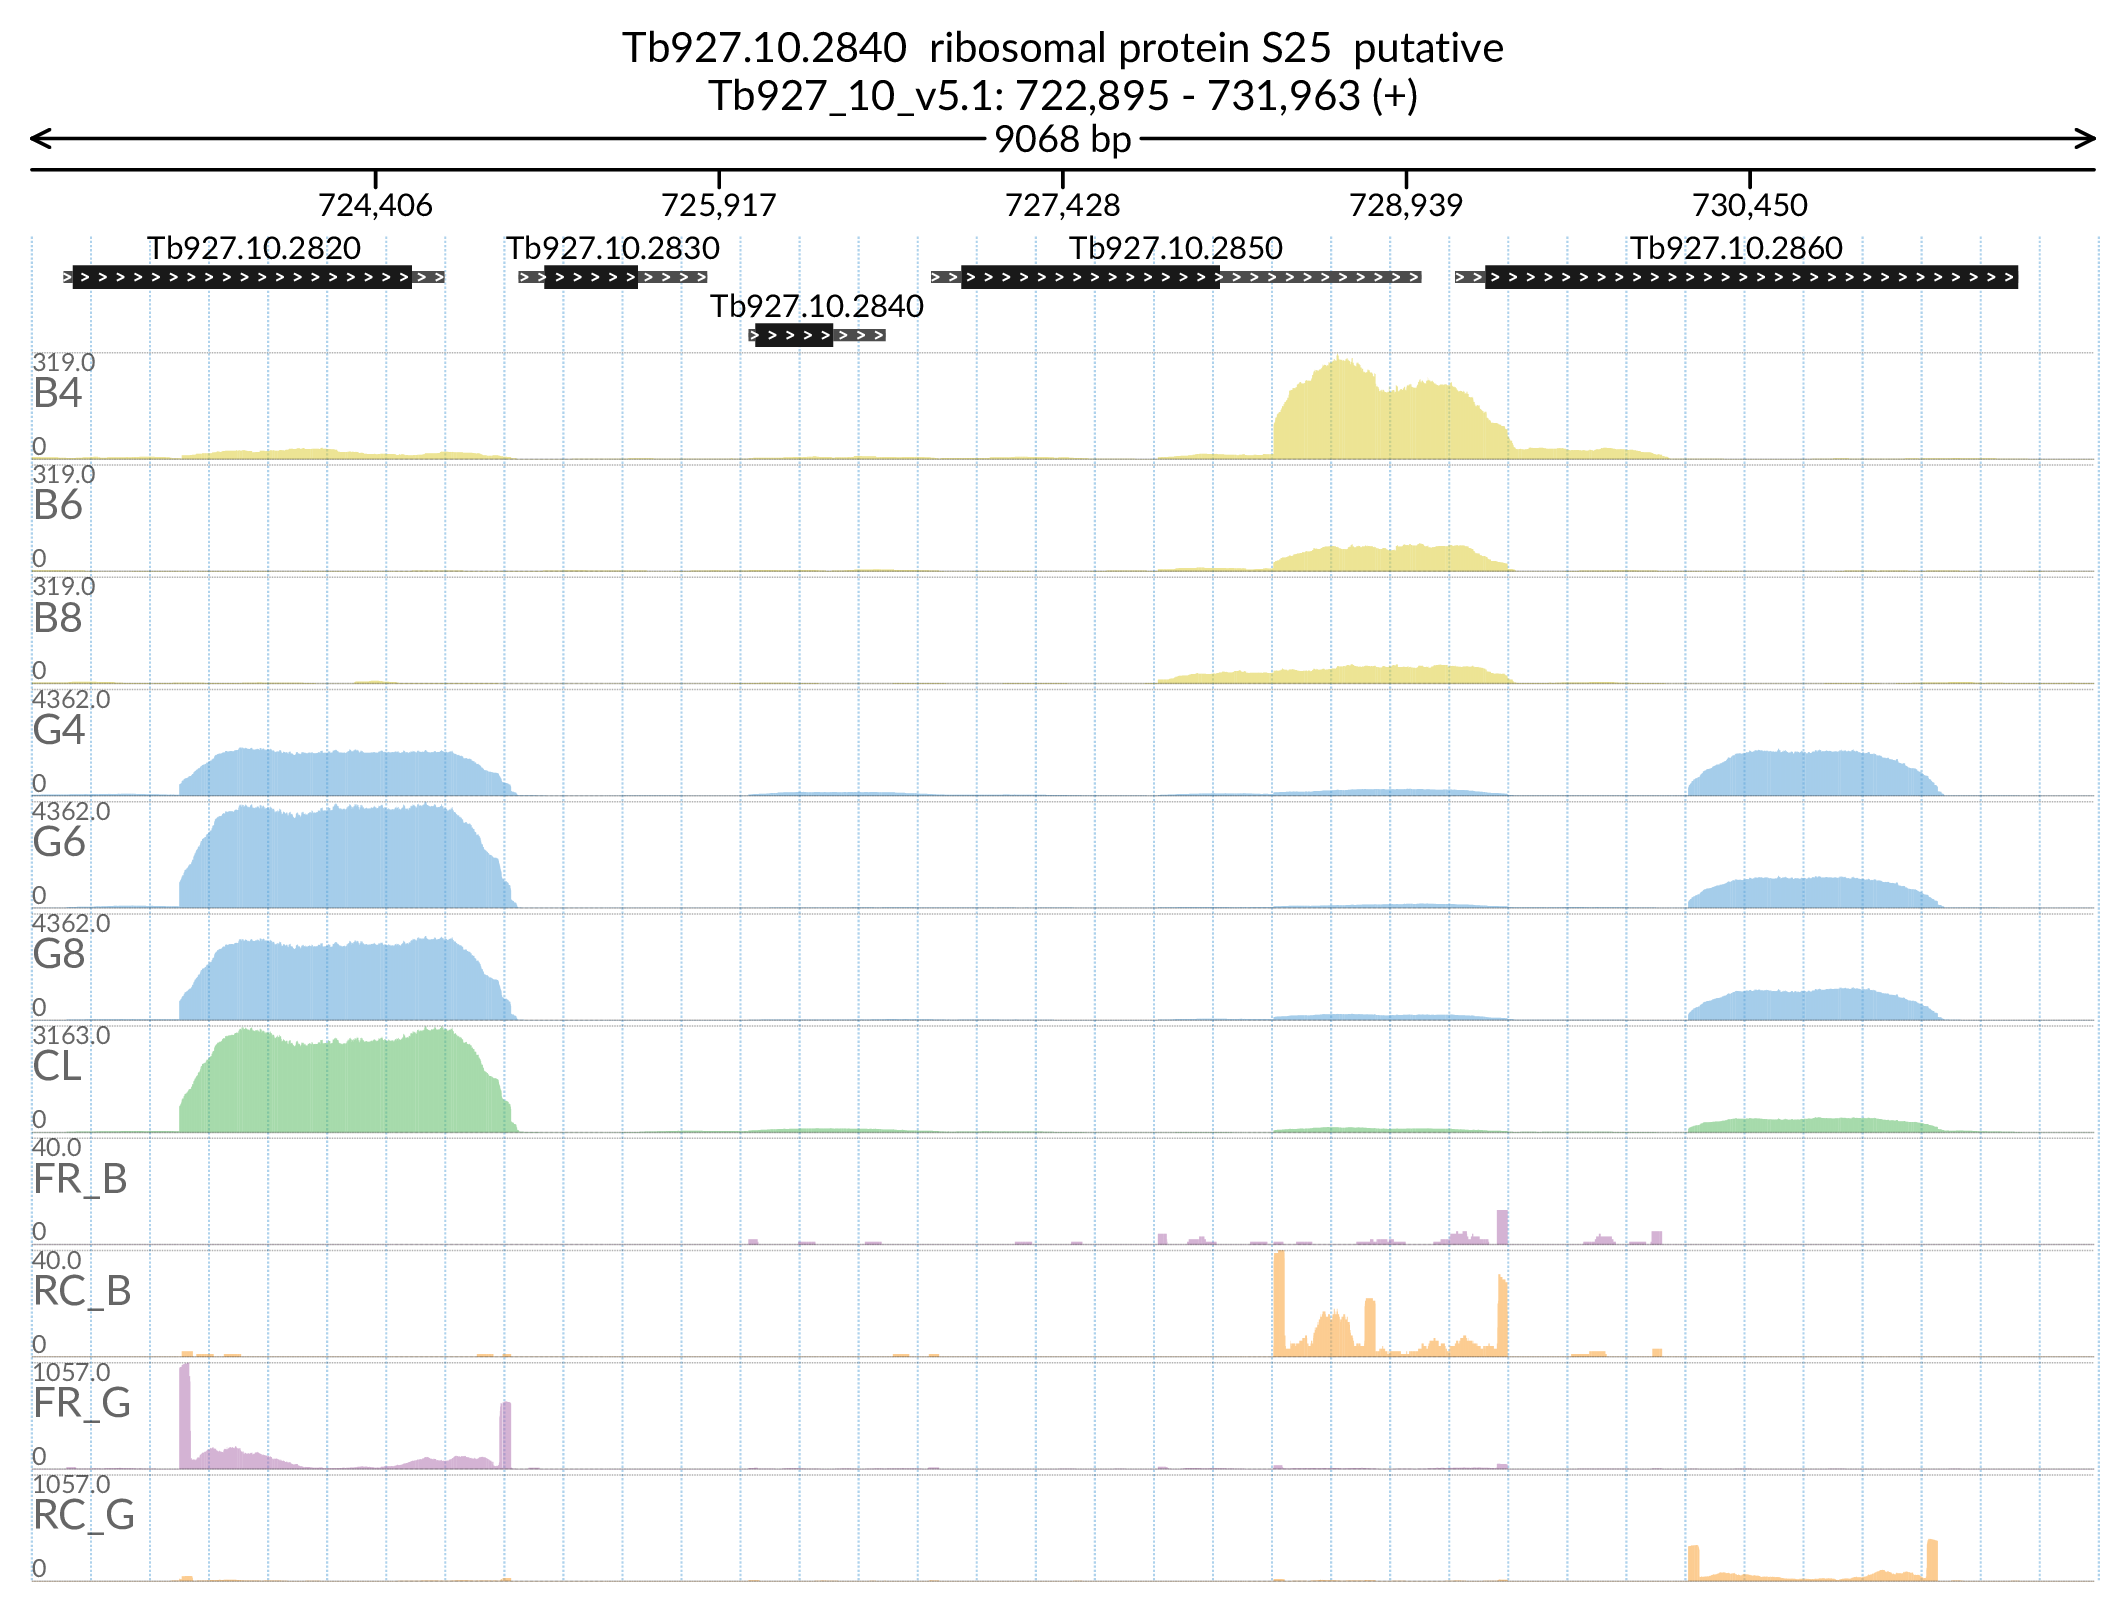 Tb927.10.2840 ribosomal protein S25 putative
Tb927_10_v5.1: 722,895 - 731,963 (+)
9068 bp
724,406 725,917 727,428 728,939 730,450
Tb927.10.2820 Tb927.10.2830 Tb927.10.2850 Tb927.10.2860
Tb927.10.2840
319.0
B4
0
319.0
B6
0
319.0
B8
0
4362.0
G4
0
4362.0
G6
0
4362.0
G8
0
3163.0
CL
0
40.0
FR_B
0
40.0
RC_B
0
1057.0
FR_G
0
1057.0
RC_G
0